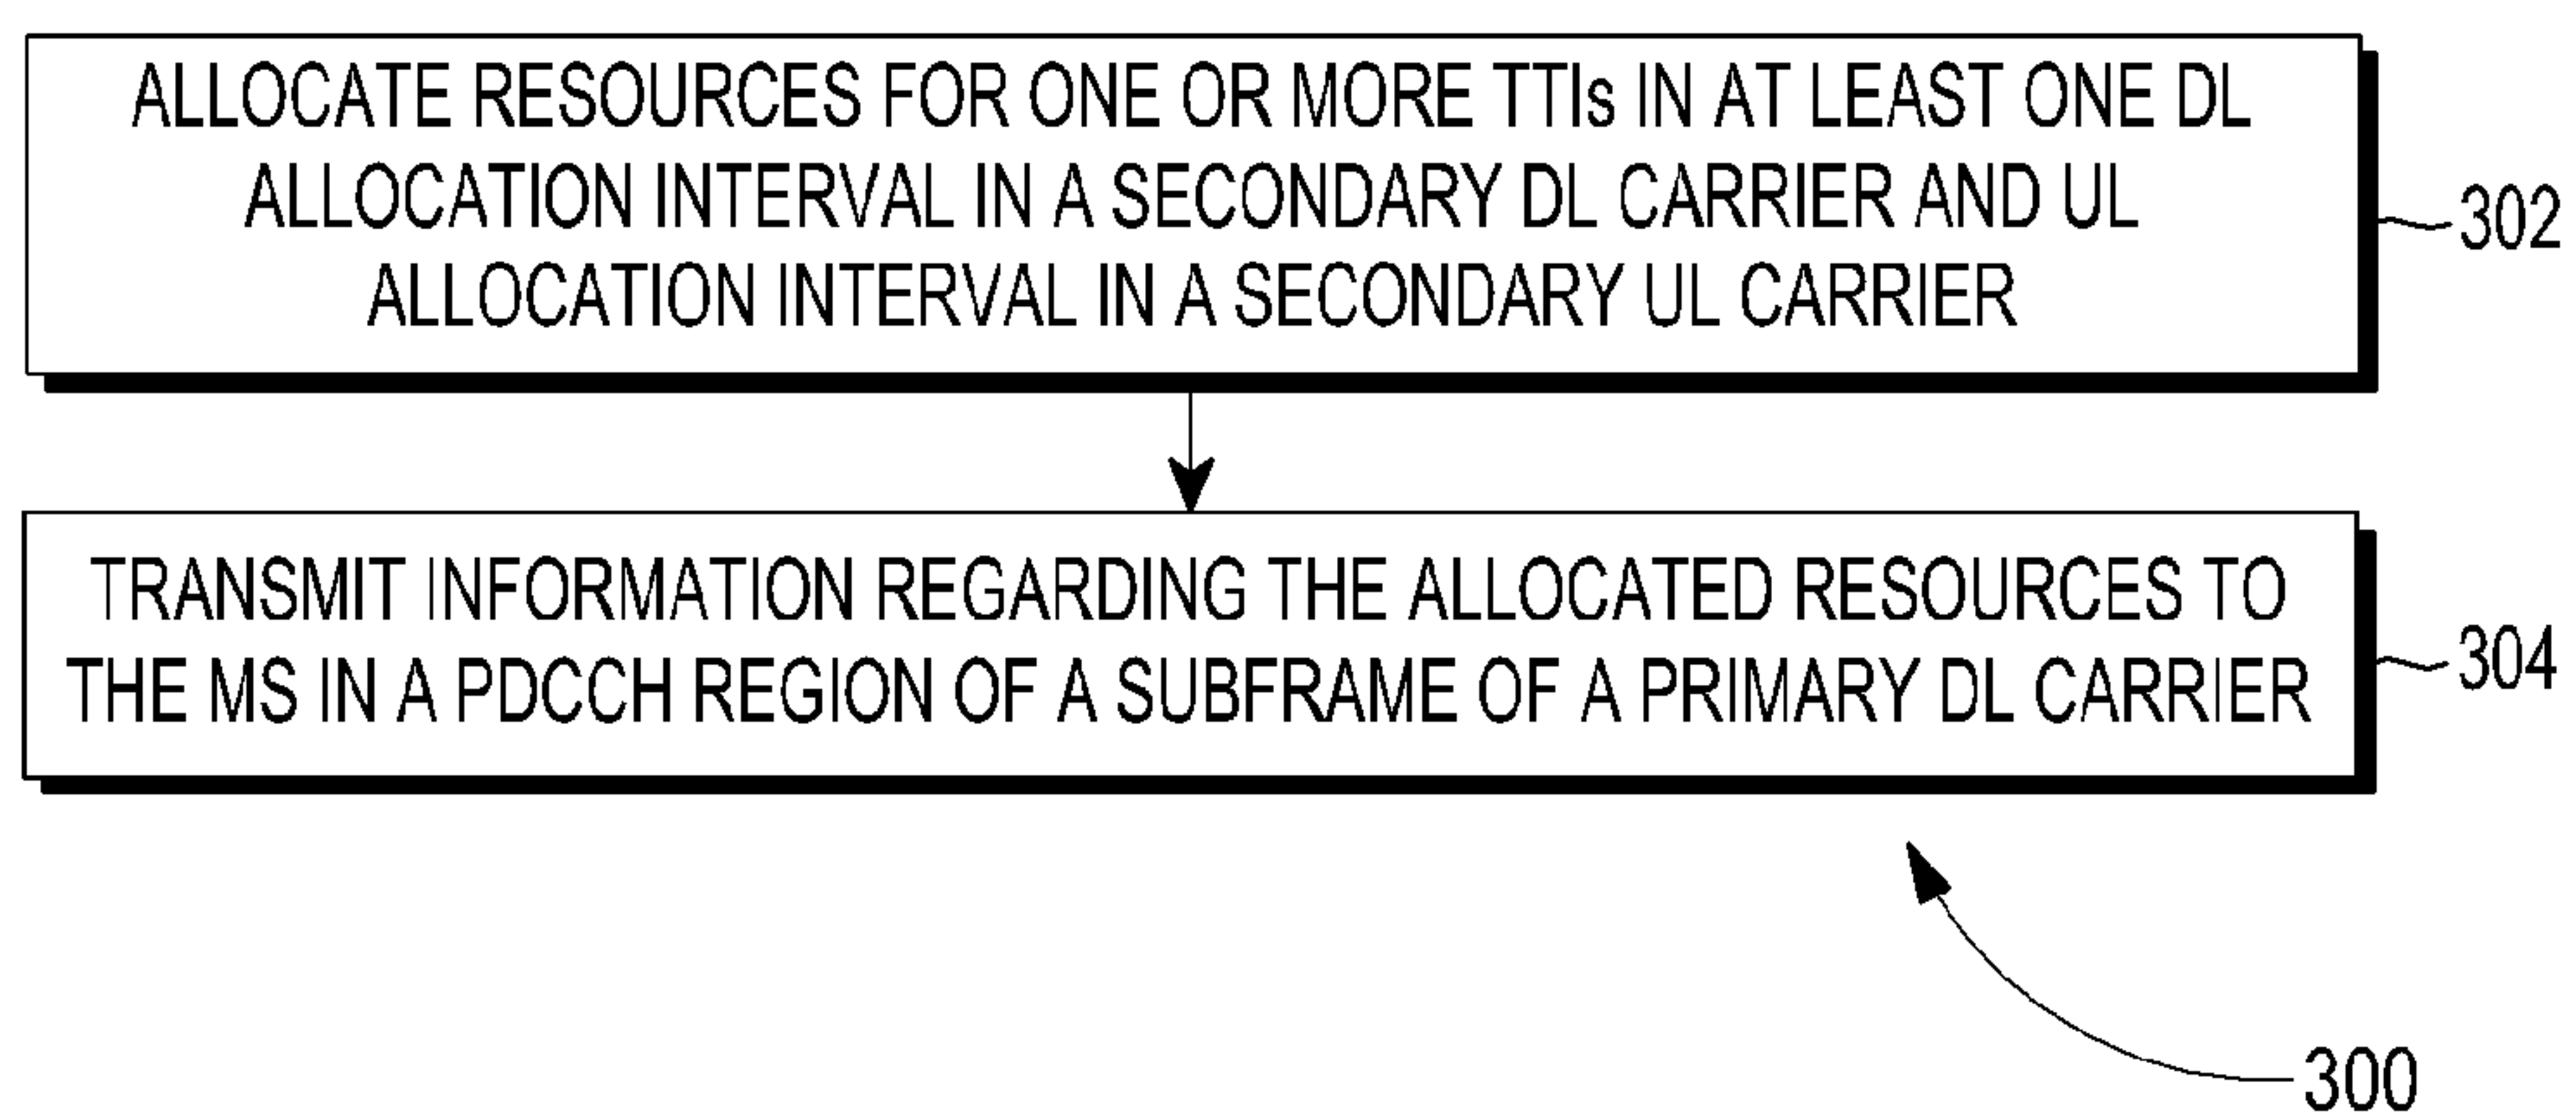 ALLOCATE RESOURCES FOR ONE OR MORE TTIs IN AT LEAST ONE DL
ALLOCATION INTERVAL IN A SECONDARY DL CARRIER AND UL
ALLOCATION INTERVAL IN A SECONDARY UL CARRIER
302
TRANSMIT INFORMATION REGARDING THE ALLOCATED RESOURCES TO
THE MS IN A PDCCH REGION OF A SUBFRAME OF A PRIMARY DL CARRIER
304
300